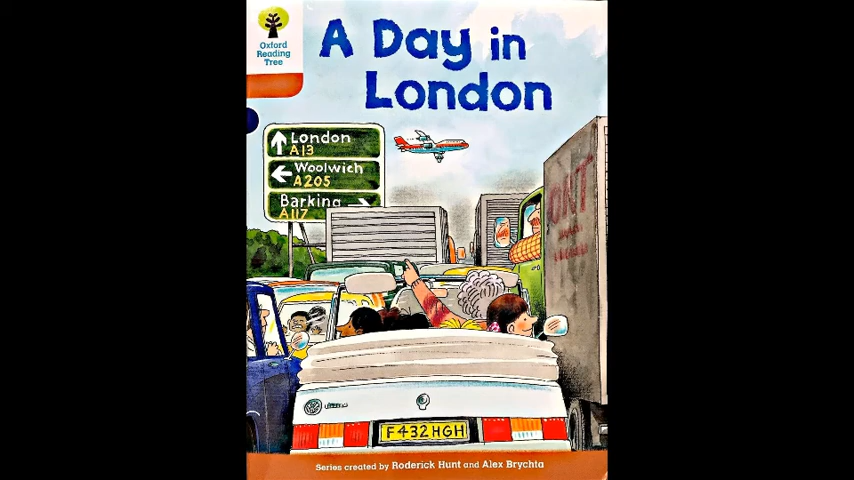 Oxford
Reading
Tree
A Day in
London
London
A13
Woolwich
A205
Barking
A117
F432 HGH
Series created by Roderick Hunt and Alex Brychta